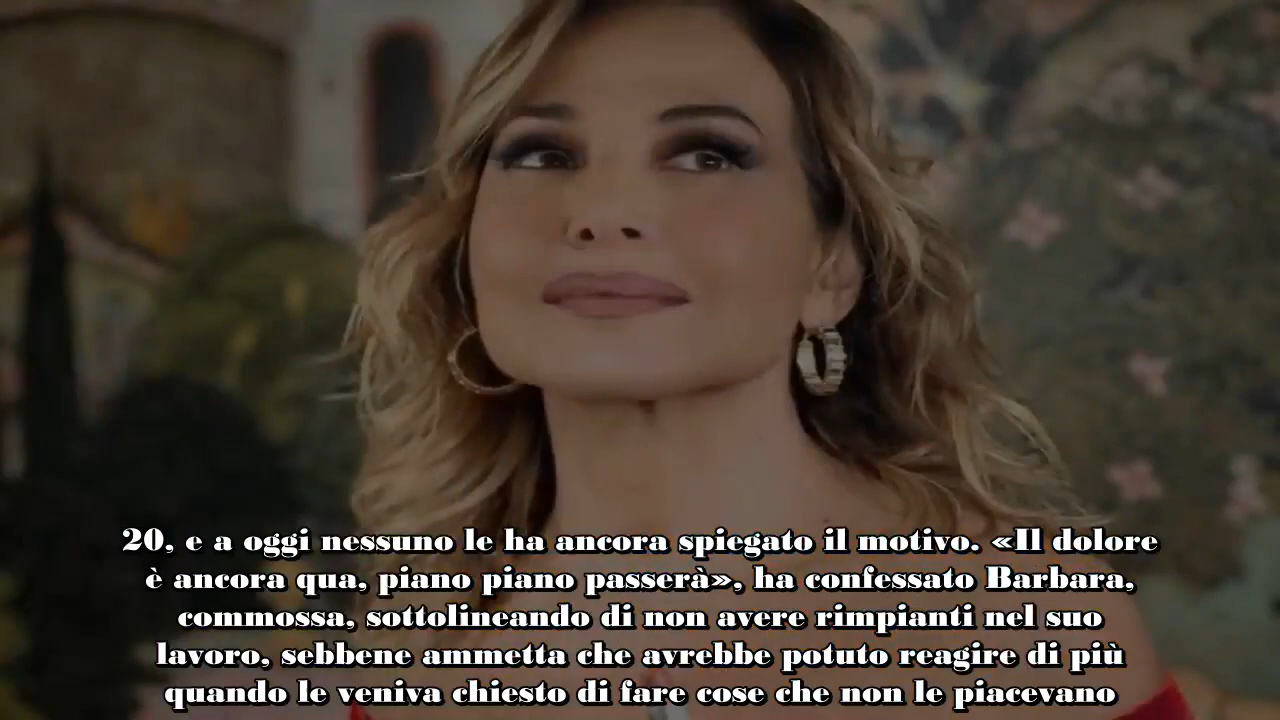 20, e a oggi nessuno le ha ancora spiegato il motivo. «Il dolore
è ancora qua, piano piano passerà», ha confessato Barbara,
commossa, sottolineando di non avere rimpianti nel suo
lavoro, sebbene ammetta che avrebbe potuto reagire di più
quando le veniva chiesto di fare cose che non le piacevano